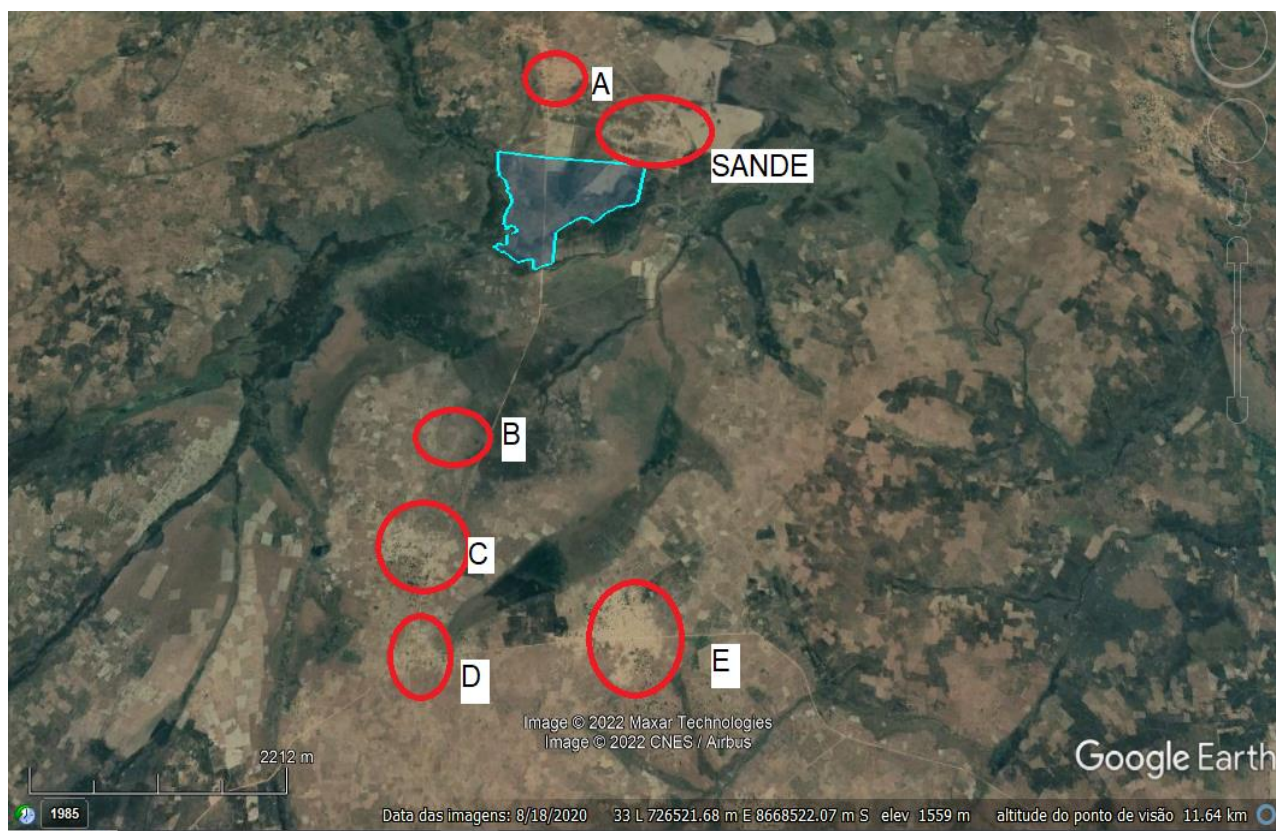 A
SANDE
B
C
D
E
Image © 2022 Maxar Technologies
Image © 2022 CNES / Airbus
Google Earth
2212 m
1985
Data das imagens: 8/18/2020 33 L 726521.68 m E 8668522.07 m S elev 1559 m altitude do ponto de visão 11.64 km